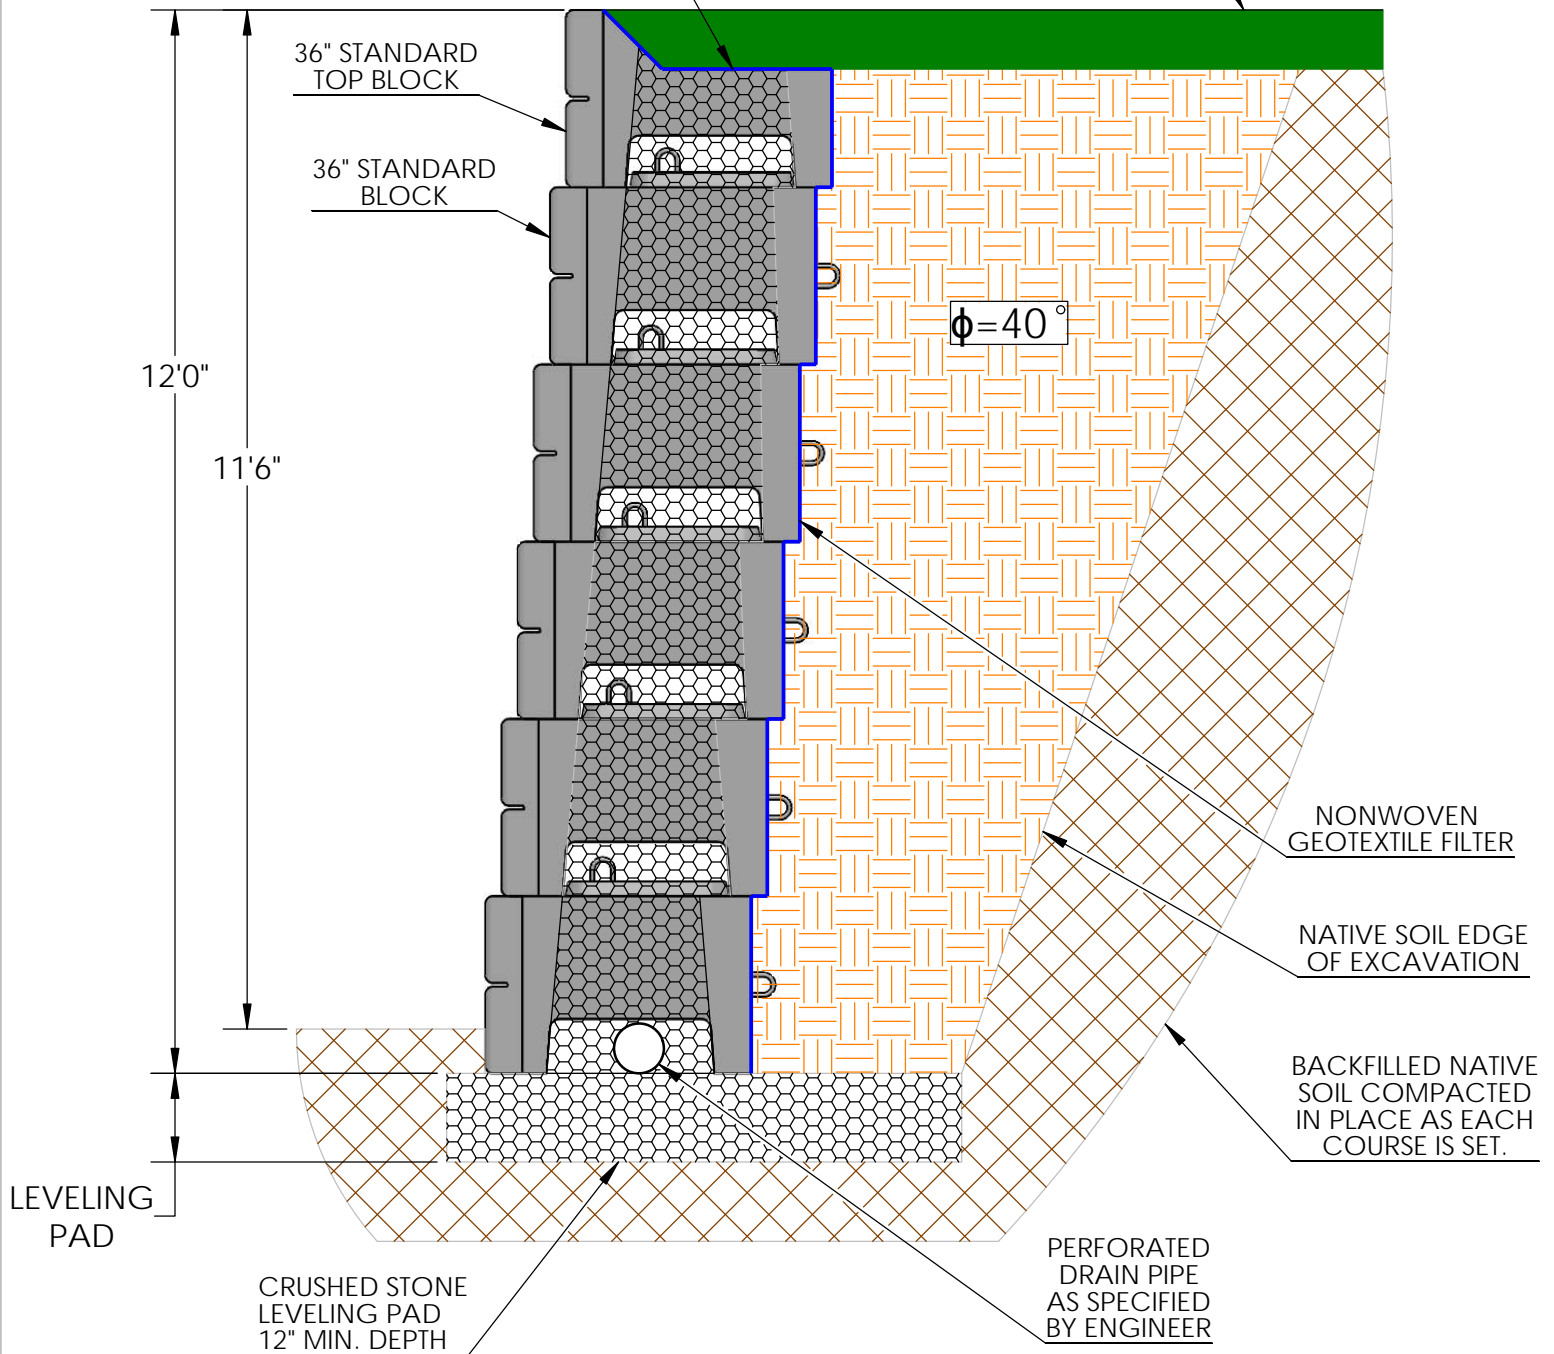 36" STANDARD
TOP BLOCK
36" STANDARD
BLOCK
ϕ=40°
12'0"
11'6"
NONWOVEN
GEOTEXTILE FILTER
NATIVE SOIL EDGE
OF EXCAVATION
BACKFILLED NATIVE
SOIL COMPACTED
IN PLACE AS EACH
COURSE IS SET.
LEVELING
PAD
PERFORATED
DRAIN PIPE
AS SPECIFIED
BY ENGINEER
CRUSHED STONE
LEVELING PAD
12" MIN. DEPTH